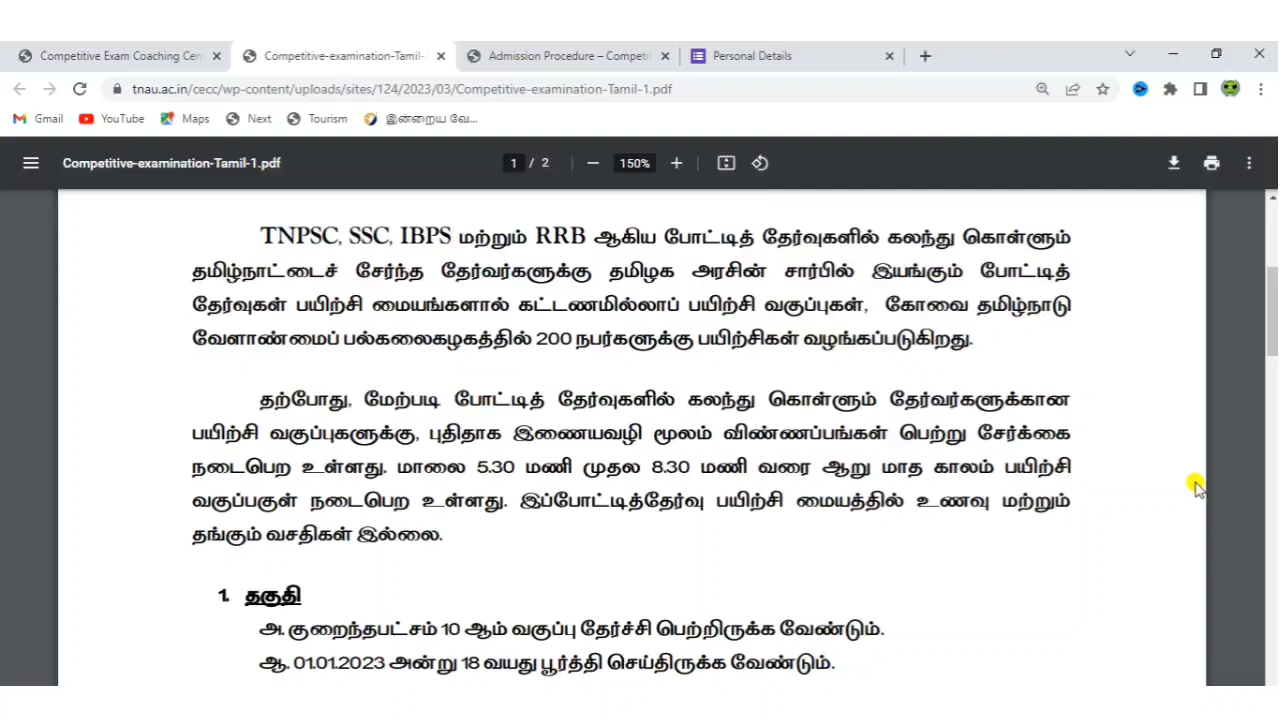 Competitive Exam Coaching Cen
Competitive-examination-Tamil-
Admission Procedure – Competi
Personal Details
tnau.ac.in/cecc/wp-content/uploads/sites/124/2023/03/Competitive-examination-Tamil-1.pdf
Gmail YouTube Maps Next Tourism இன்றைய வே...
Competitive-examination-Tamil-1.pdf 1 / 2 150%
TNPSC, SSC, IBPS மற்றும் RRB ஆகிய போட்டித் தேர்வுகளில் கலந்து கொள்ளும்
தமிழ்நாட்டைச் சேர்ந்த தேர்வர்களுக்கு தமிழக அரசின் சார்பில் இயங்கும் போட்டித்
தேர்வுகள் பயிற்சி மையங்களால் கட்டணமில்லாப் பயிற்சி வகுப்புகள், கோவை தமிழ்நாடு
வேளாண்மைப் பல்கலைகழகத்தில் 200 நபர்களுக்கு பயிற்சிகள் வழங்கப்படுகிறது.
தற்போது, மேற்படி போட்டித் தேர்வுகளில் கலந்து கொள்ளும் தேர்வர்களுக்கான
பயிற்சி வகுப்புகளுக்கு, புதிதாக இணையவழி மூலம் விண்ணப்பங்கள் பெற்று சேர்க்கை
நடைபெற உள்ளது. மாலை 5.30 மணி முதல 8.30 மணி வரை ஆறு மாத காலம் பயிற்சி
வகுப்பகுள் நடைபெற உள்ளது. இப்போட்டித்தேர்வு பயிற்சி மையத்தில் உணவு மற்றும்
தங்கும் வசதிகள் இல்லை.
1. தகுதி
அ. குறைந்தபட்சம் 10 ஆம் வகுப்பு தேர்ச்சி பெற்றிருக்க வேண்டும்.
ஆ. 01.01.2023 அன்று 18 வயது பூர்த்தி செய்திருக்க வேண்டும்.